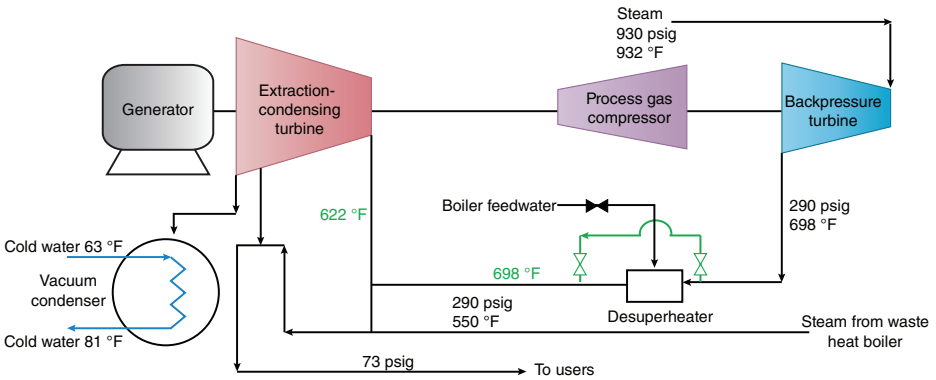 Steam
930 psig
932 °F
Generator
Extraction-
condensing
turbine
Process gas
compressor
Backpressure
turbine
622 °F
Boiler feedwater
290 psig
698 °F
Cold water 63 °F
Vacuum
condenser
Cold water 81 °F
698 °F
290 psig
550 °F
Desuperheater
Steam from waste
heat boiler
73 psig
To users